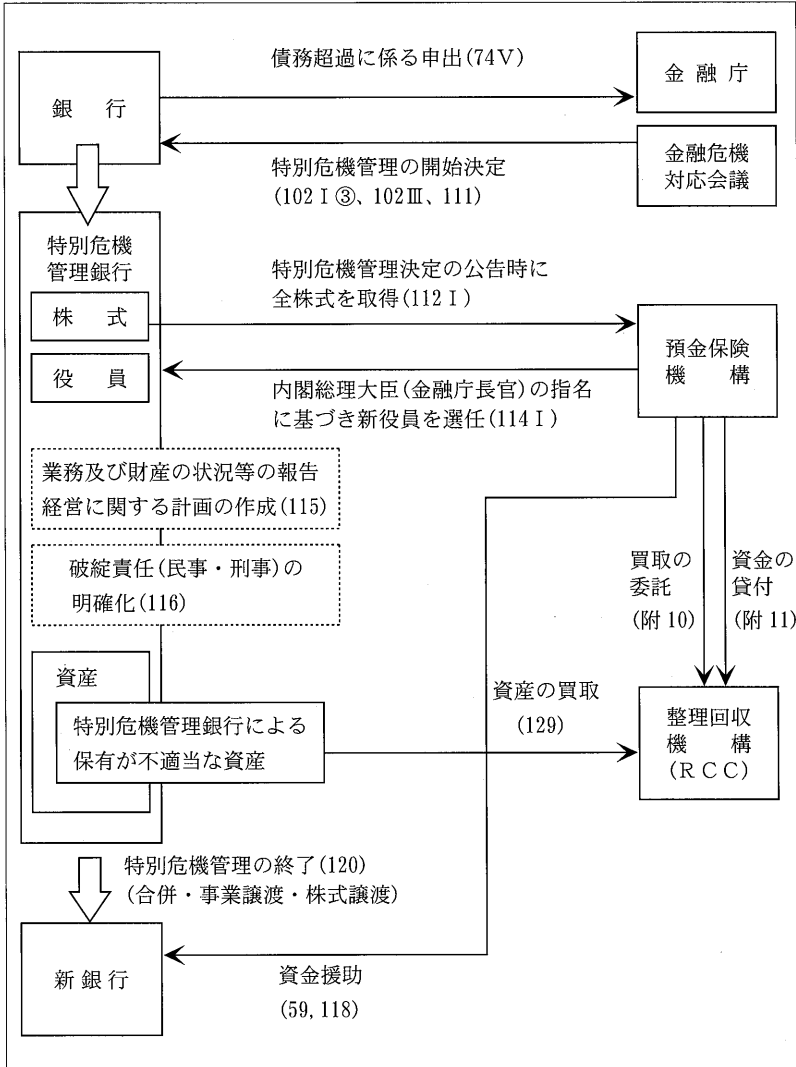 債務超過に係る申出(74Ⅴ)
銀行
金融庁
特別危機管理の開始決定
(102Ⅰ③、102Ⅲ、111)
金融危機
対応会議
特別危機
管理銀行
特別危機管理決定の公告時に
全株式を取得(112Ⅰ)
株式
役員
預金保険
機構
内閣総理大臣(金融庁長官)の指名
に基づき新役員を選任(114Ⅰ)
業務及び財産の状況等の報告
経営に関する計画の作成(115)
破綻責任(民事・刑事)の
明確化(116)
買取の
委託
(附10)
資金の
貸付
(附11)
資産
特別危機管理銀行による
保有が不適当な資産
資産の買取
(129)
整理回収
機構
(RCC)
特別危機管理の終了(120)
(合併・事業譲渡・株式譲渡)
新銀行
資金援助
(59, 118)